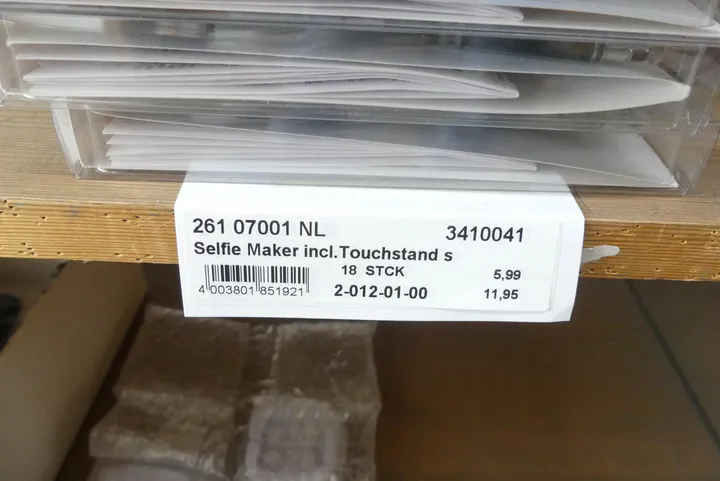 261 07001 NL 3410041
Selfie Maker incl.Touchstand s
18 STCK 5,99
4 003801 851921 2-012-01-00 11,95